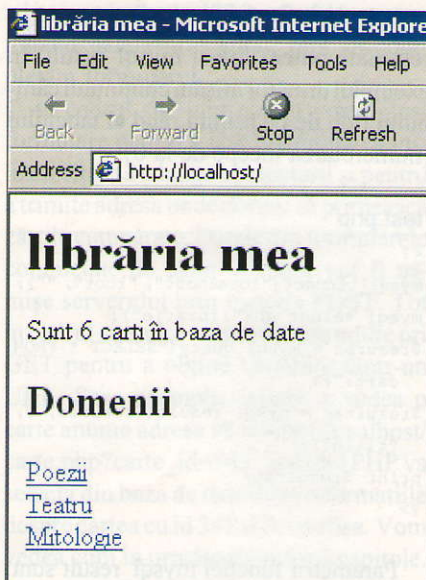 librăria mea - Microsoft Internet Explore
File Edit View Favorites Tools Help
Back Forward Stop Refresh
Address http://localhost/
librăria mea
Sunt 6 carti în baza de date
Domenii
Poezii
Teatru
Mitologie